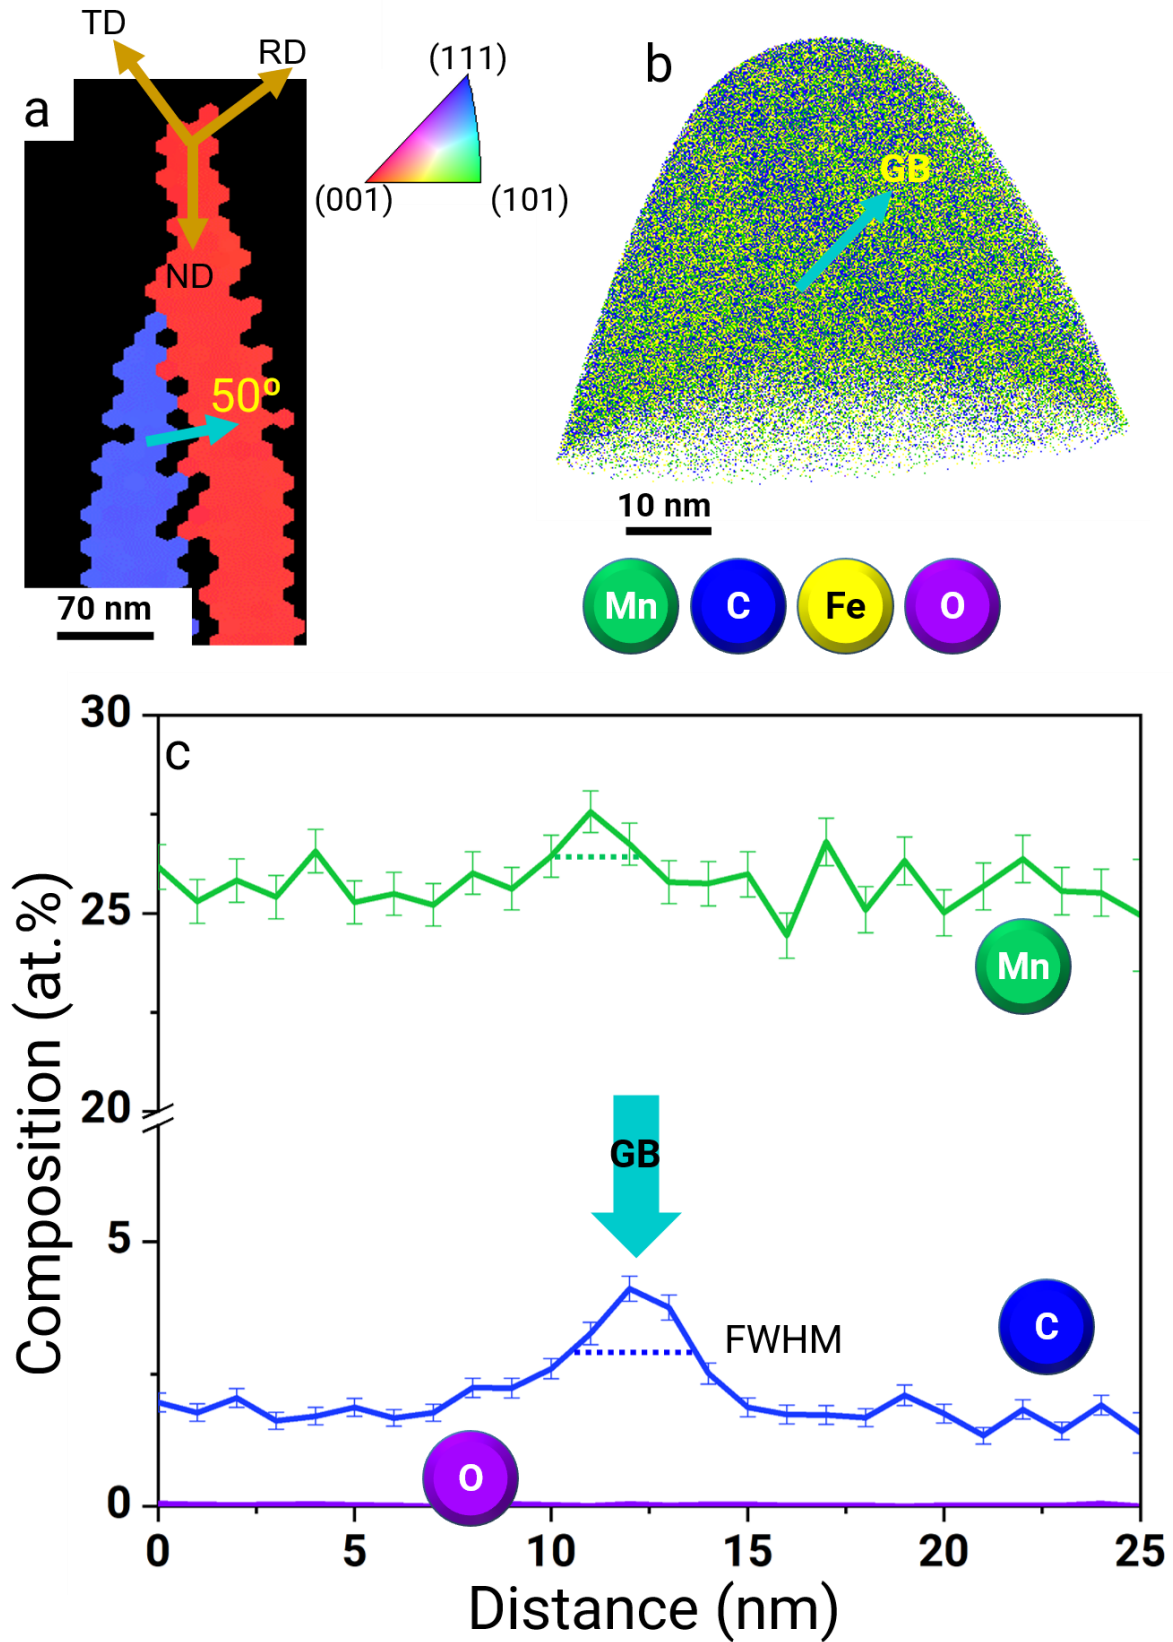 TD
RD
a
ND
50º
70 nm
(111)
(001)
(101)
b
GB
10 nm
Mn
C
Fe
O
c
30
25
20
5
0
Composition (at.%)
Mn
GB
C
FWHM
O
0
5
10
15
20
25
Distance (nm)